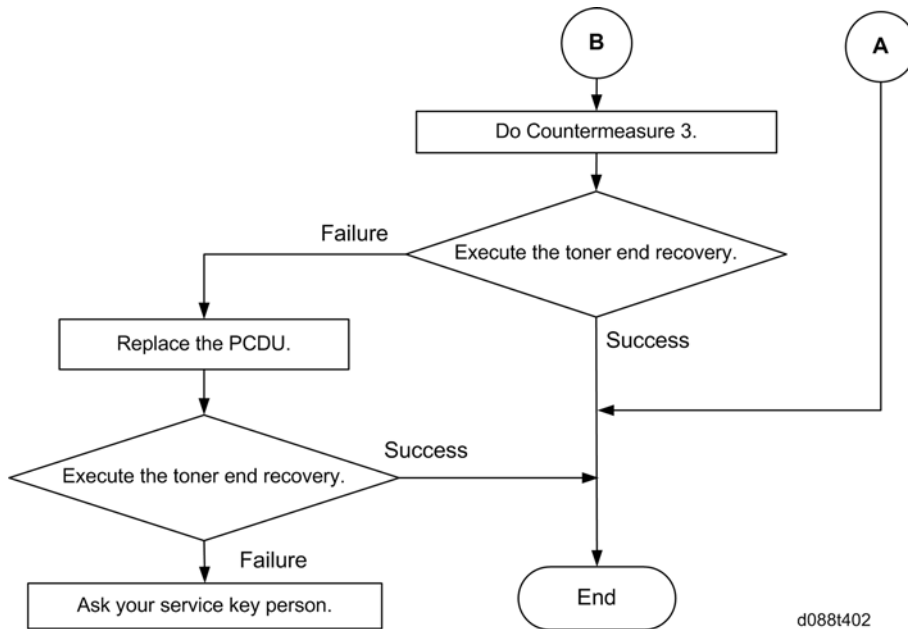 B
A
Do Countermeasure 3.
Failure
Execute the toner end recovery.
Success
Replace the PCDU.
Success
Execute the toner end recovery.
Failure
End
Ask your service key person.
d088t402